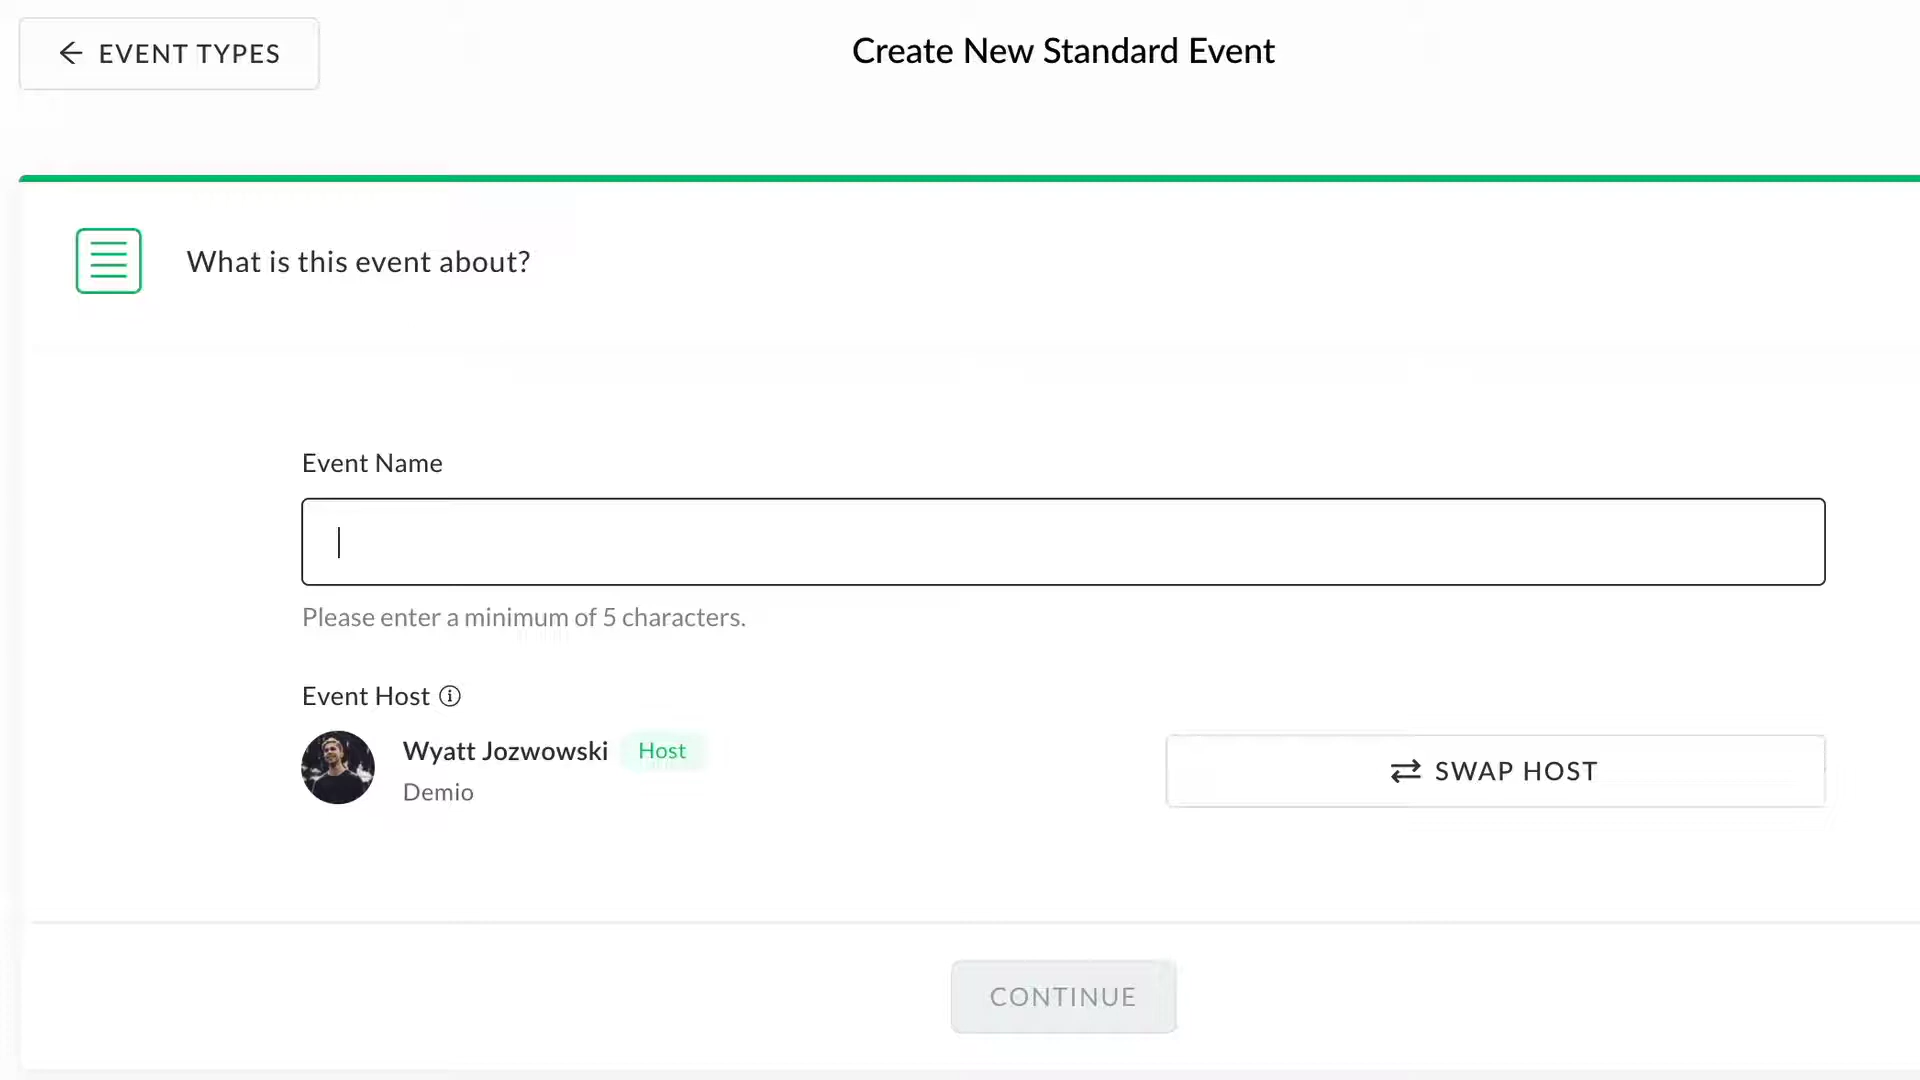 ← EVENT TYPES
Create New Standard Event
What is this event about?
Event Name
Please enter a minimum of 5 characters.
Event Host
Wyatt Jozwowski Host
Demio
SWAP HOST
CONTINUE